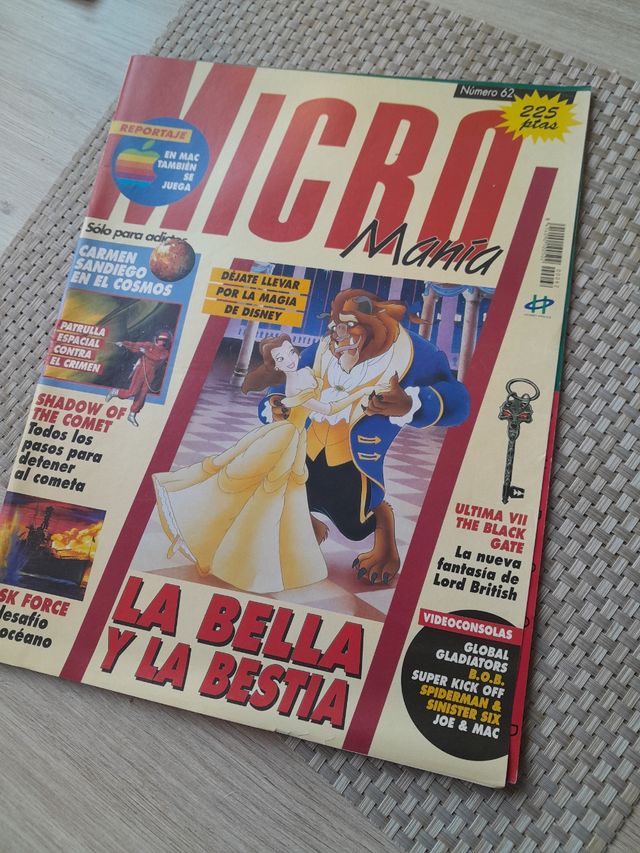 Número 62
225
ptas
MICRO
Manía
Sólo para adictos
REPORTAJE
EN MAC
TAMBIÉN
SE
JUEGA
CARMEN
SANDIEGO
EN EL COSMOS
PATRULLA
ESPACIAL
CONTRA
EL CRIMEN
SHADOW OF
THE COMET
Todos los
pasos para
detener
al cometa
SK FORCE
desafío
océano
DÉJATE LLEVAR
POR LA MAGIA
DE DISNEY
LA BELLA
Y LA BESTIA
ULTIMA VII
THE BLACK
GATE
La nueva
fantasía de
Lord British
VIDEOCONSOLAS
GLOBAL
GLADIATORS
B.O.B.
SUPER KICK OFF
SPIDERMAN &
SINISTER SIX
JOE & MAC